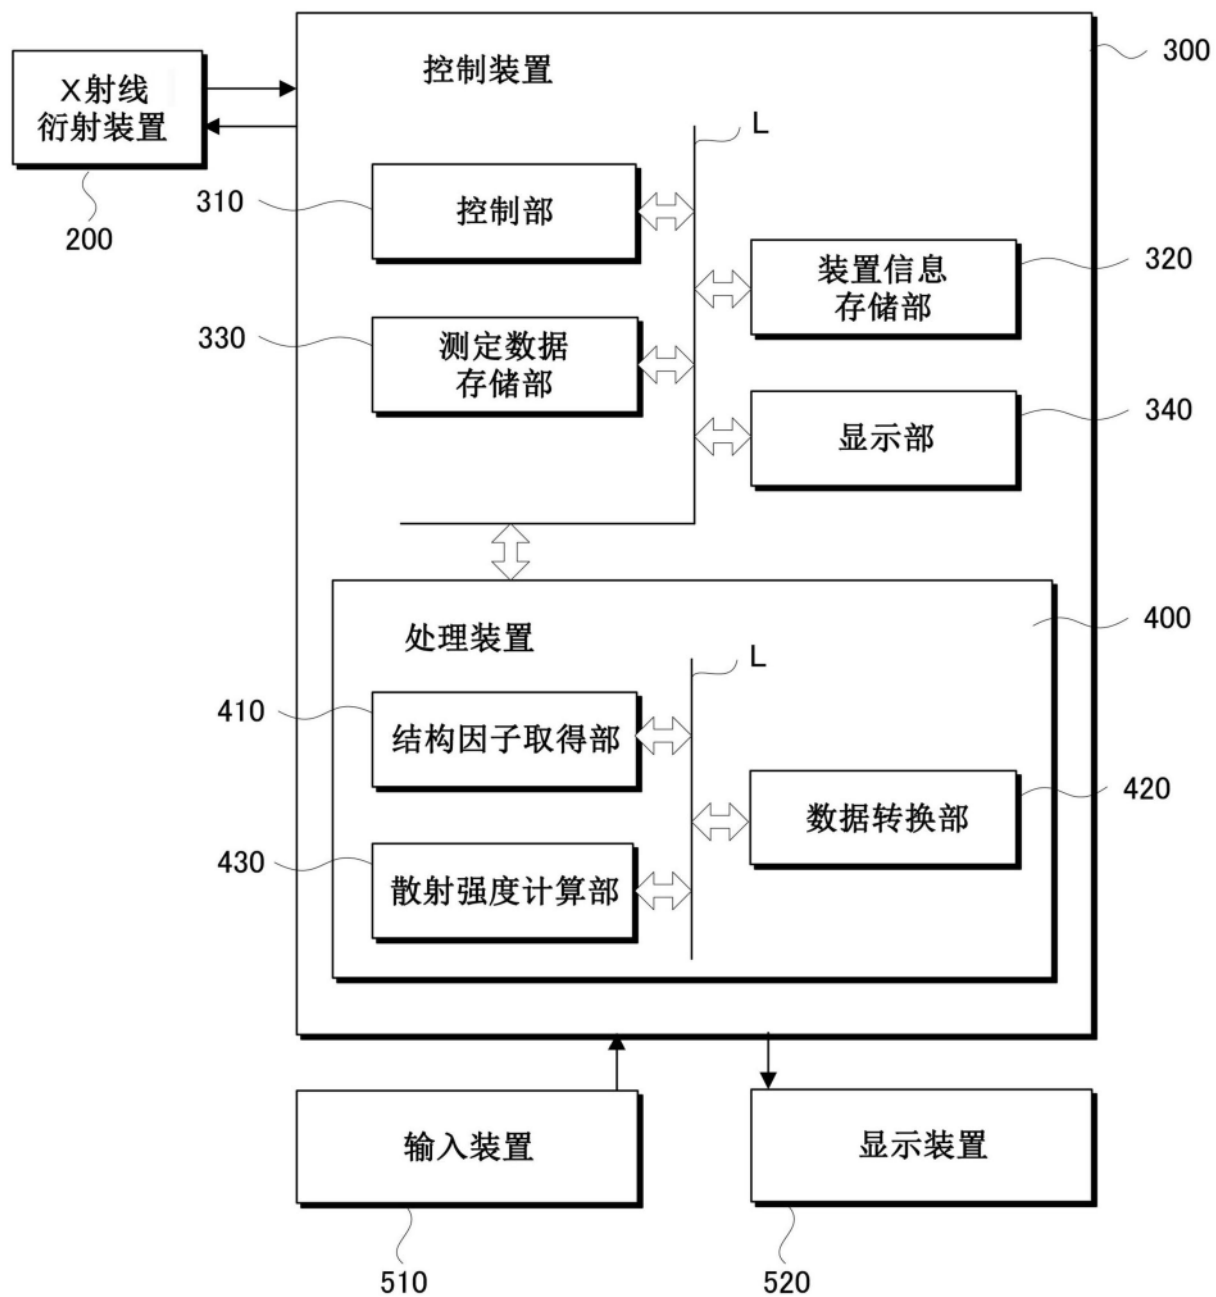 300
控制装置
X射线
衍射装置
200
L
310
控制部
320
装置信息
存储部
330
测定数据
存储部
340
显示部
400
处理装置
L
410
结构因子取得部
420
数据转换部
430
散射强度计算部
输入装置
显示装置
510
520